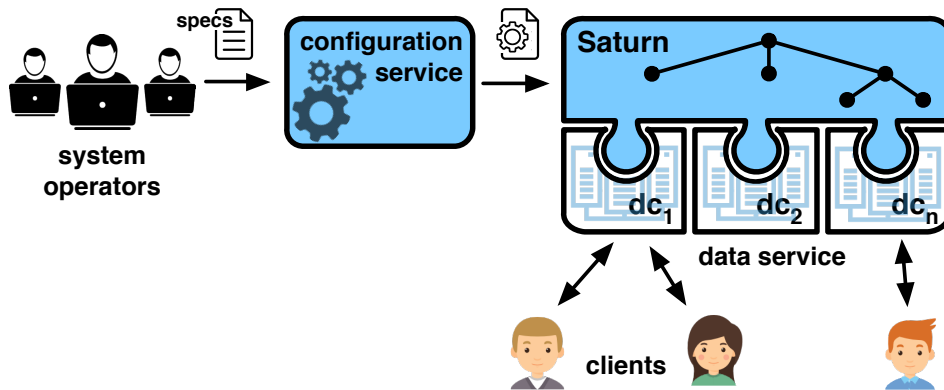 specs
configuration
service
Saturn
system
operators
dc1
dc2
dcn
data service
clients